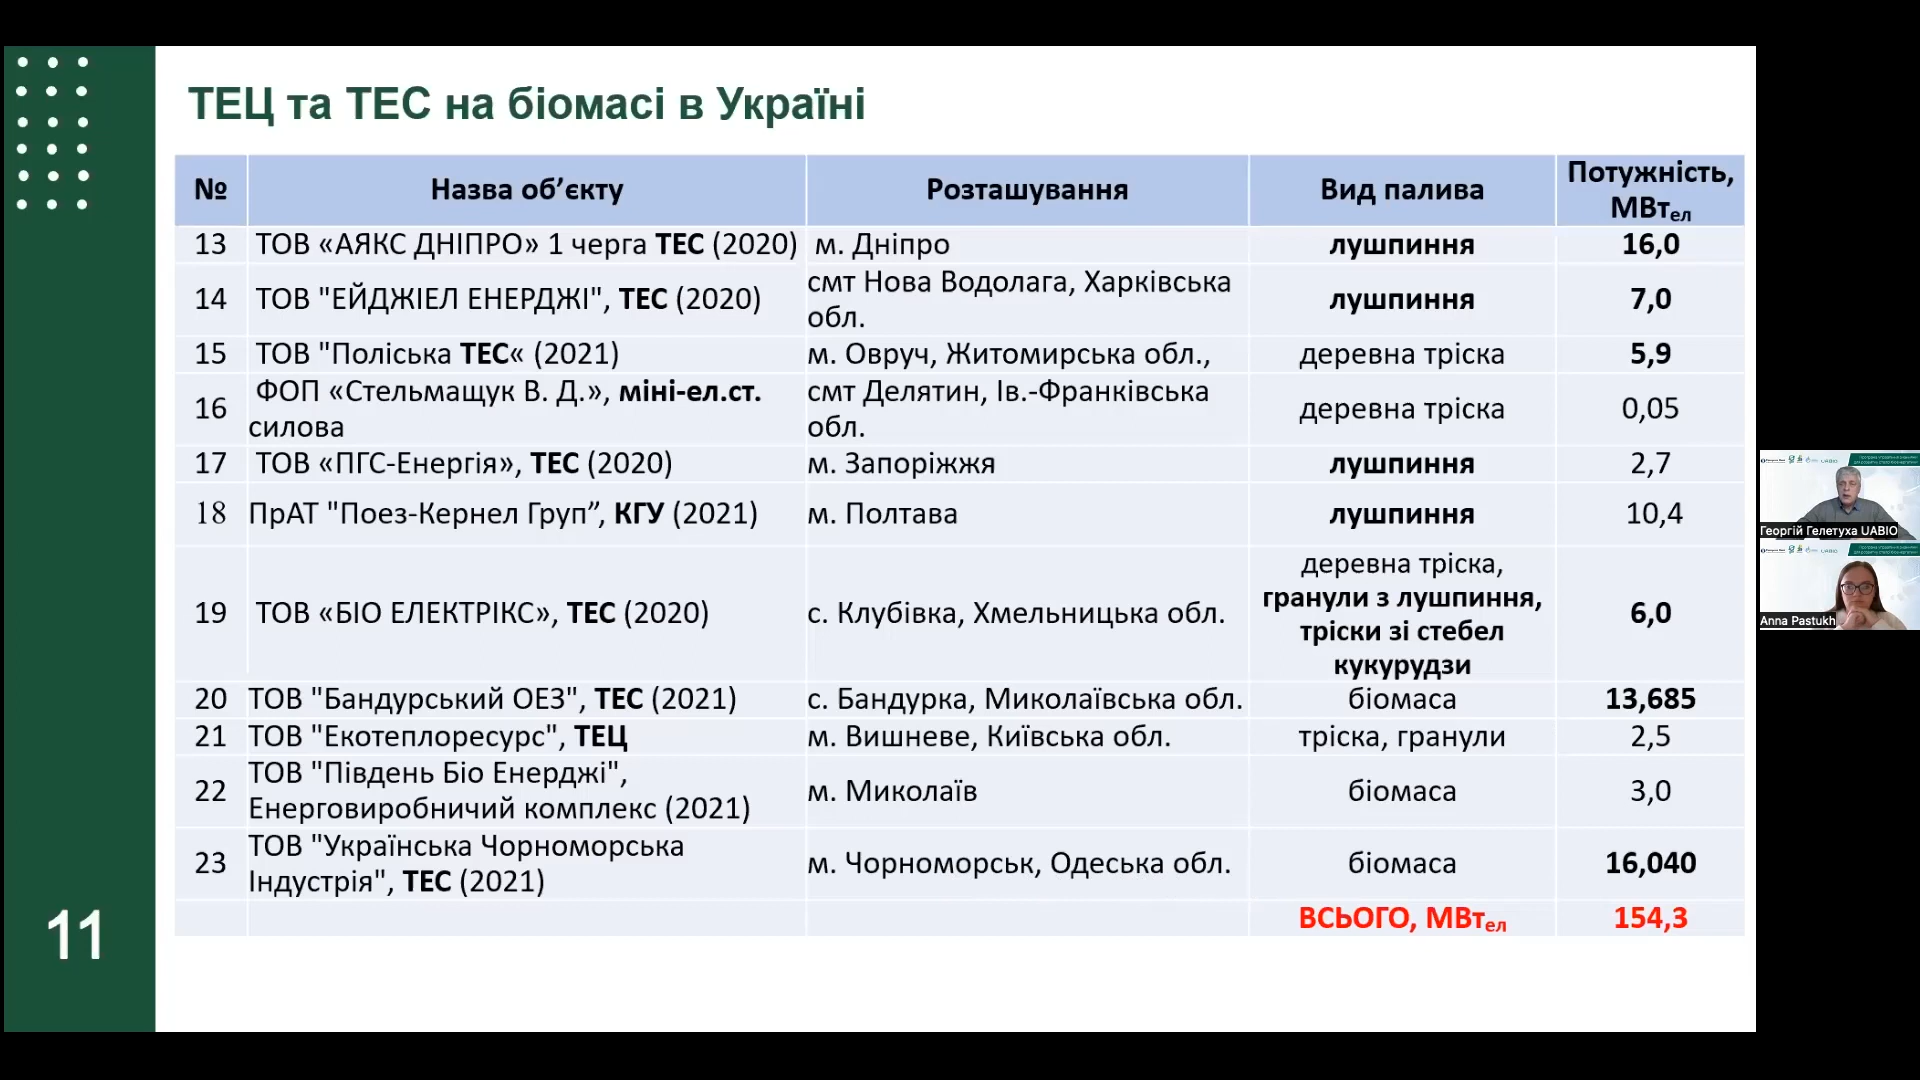 ТЕЦ та ТЕС на біомасі в Україні
№ Назва об’єкту Розташування Вид палива Потужність, МВтел
13 ТОВ «АЯКС ДНІПРО» 1 черга ТЕС (2020) м. Дніпро лушпиння 16,0
14 ТОВ "ЕЙДЖІЕЛ ЕНЕРДЖІ", ТЕС (2020) смт Нова Водолага, Харківська обл. лушпиння 7,0
15 ТОВ "Поліська ТЕС« (2021) м. Овруч, Житомирська обл., деревна тріска 5,9
16 ФОП «Стельмащук В. Д.», міні-ел.ст. силова смт Делятин, Ів.-Франківська обл. деревна тріска 0,05
17 ТОВ «ПГС-Енергія», ТЕС (2020) м. Запоріжжя лушпиння 2,7
18 ПрАТ "Поез-Кернел Груп”, КГУ (2021) м. Полтава лушпиння 10,4
19 ТОВ «БІО ЕЛЕКТРІКС», ТЕС (2020) с. Клубівка, Хмельницька обл. деревна тріска, гранули з лушпиння, тріски зі стебел кукурудзи 6,0
20 ТОВ "Бандурський ОЕЗ", ТЕС (2021) с. Бандурка, Миколаївська обл. біомаса 13,685
21 ТОВ "Екотеплоресурс", ТЕЦ м. Вишневе, Київська обл. тріска, гранули 2,5
22 ТОВ "Південь Біо Енерджі", Енерговиробничий комплекс (2021) м. Миколаїв біомаса 3,0
23 ТОВ "Українська Чорноморська Індустрія", ТЕС (2021) м. Чорноморськ, Одеська обл. біомаса 16,040
ВСЬОГО, МВтел 154,3
11
Георгій Гелетуха UABIO
Anna Pastukh